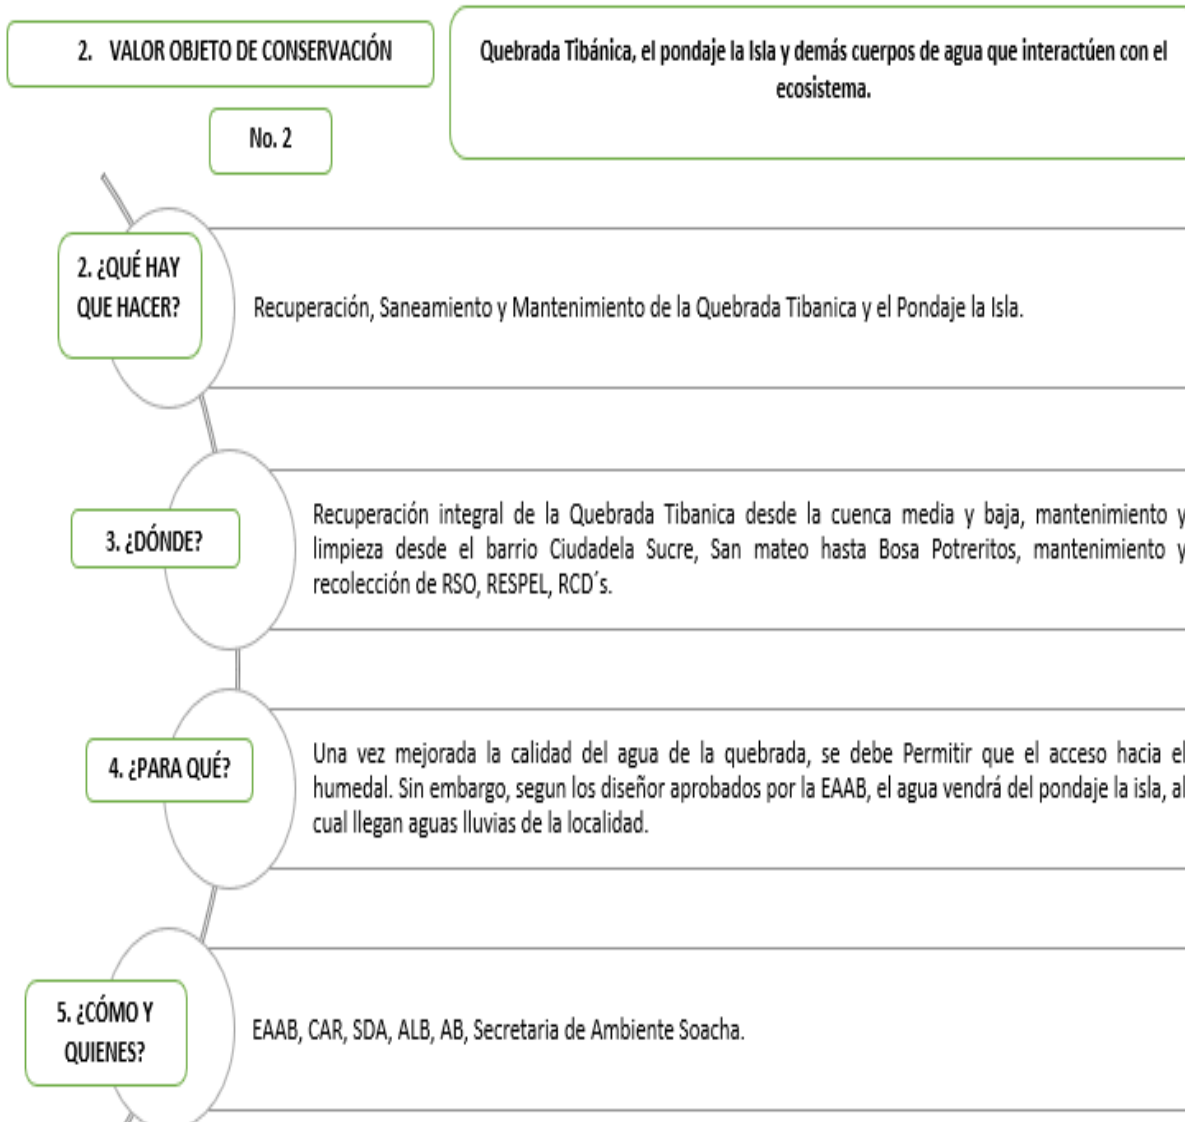 2. VALOR OBJETO DE CONSERVACIÓN
Quebrada Tibánica, el pondaje la Isla y demás cuerpos de agua que interactúen con el
ecosistema.
No. 2
2. ¿QUÉ HAY
QUE HACER?
Recuperación, Saneamiento y Mantenimiento de la Quebrada Tibanica y el Pondaje la Isla.
3. ¿DÓNDE?
Recuperación integral de la Quebrada Tibanica desde la cuenca media y baja, mantenimiento y
limpieza desde el barrio Ciudadela Sucre, San mateo hasta Bosa Potreritos, mantenimiento y
recolección de RSO, RESPEL, RCD´s.
4. ¿PARA QUÉ?
Una vez mejorada la calidad del agua de la quebrada, se debe Permitir que el acceso hacia el
humedal. Sin embargo, segun los diseñor aprobados por la EAAB, el agua vendrá del pondaje la isla, al
cual llegan aguas lluvias de la localidad.
5. ¿CÓMO Y
QUIENES?
EAAB, CAR, SDA, ALB, AB, Secretaria de Ambiente Soacha.